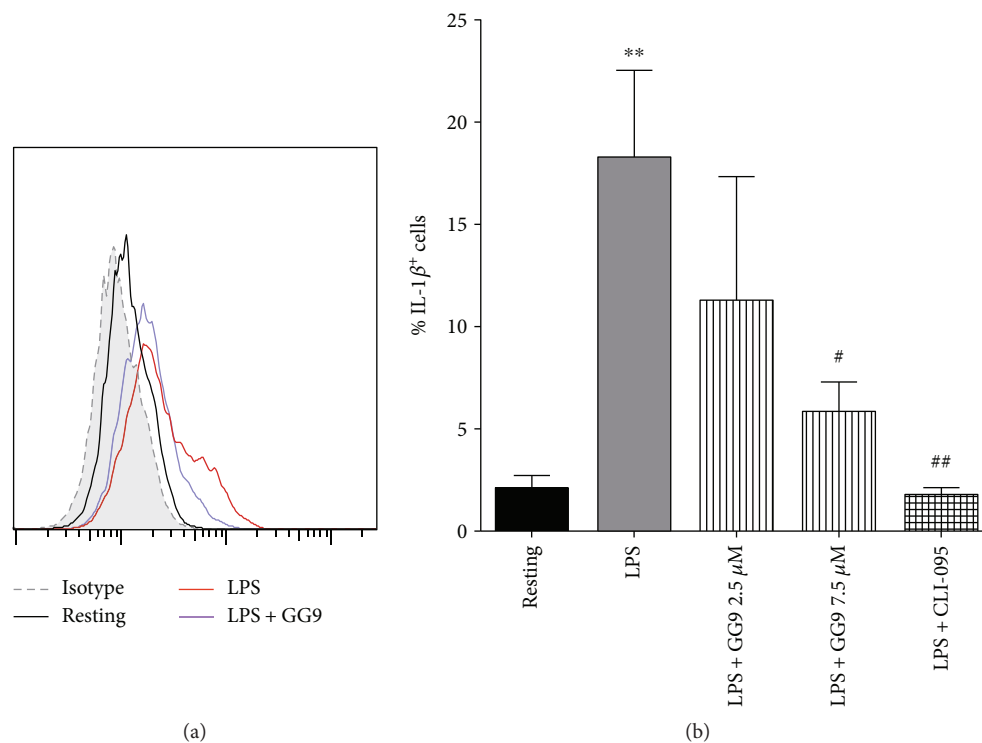 Isotype
Resting
LPS
LPS + GG9
(a)
25
20
15
10
5
0
% IL-1β⁺ cells
**
#
##
Resting
LPS
LPS + GG9 2.5 μM
LPS + GG9 7.5 μM
LPS + CLI-095
(b)